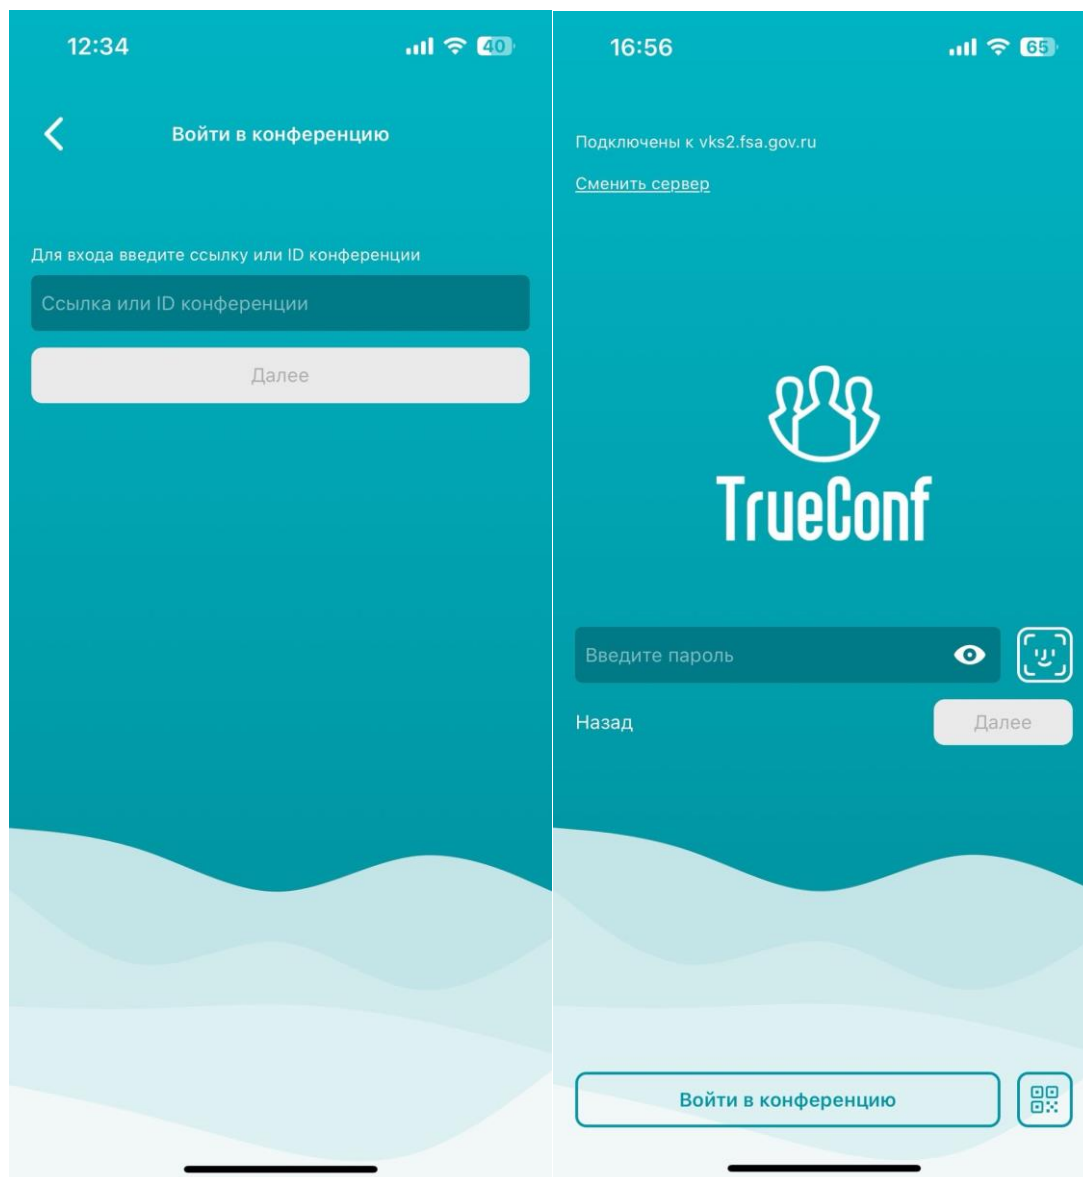 12:34
40
Войти в конференцию
Для входа введите ссылку или ID конференции
Ссылка или ID конференции
Далее
16:56
65
Подключены к vks2.fsa.gov.ru
Сменить сервер
TrueConf
Введите пароль
Назад
Далее
Войти в конференцию